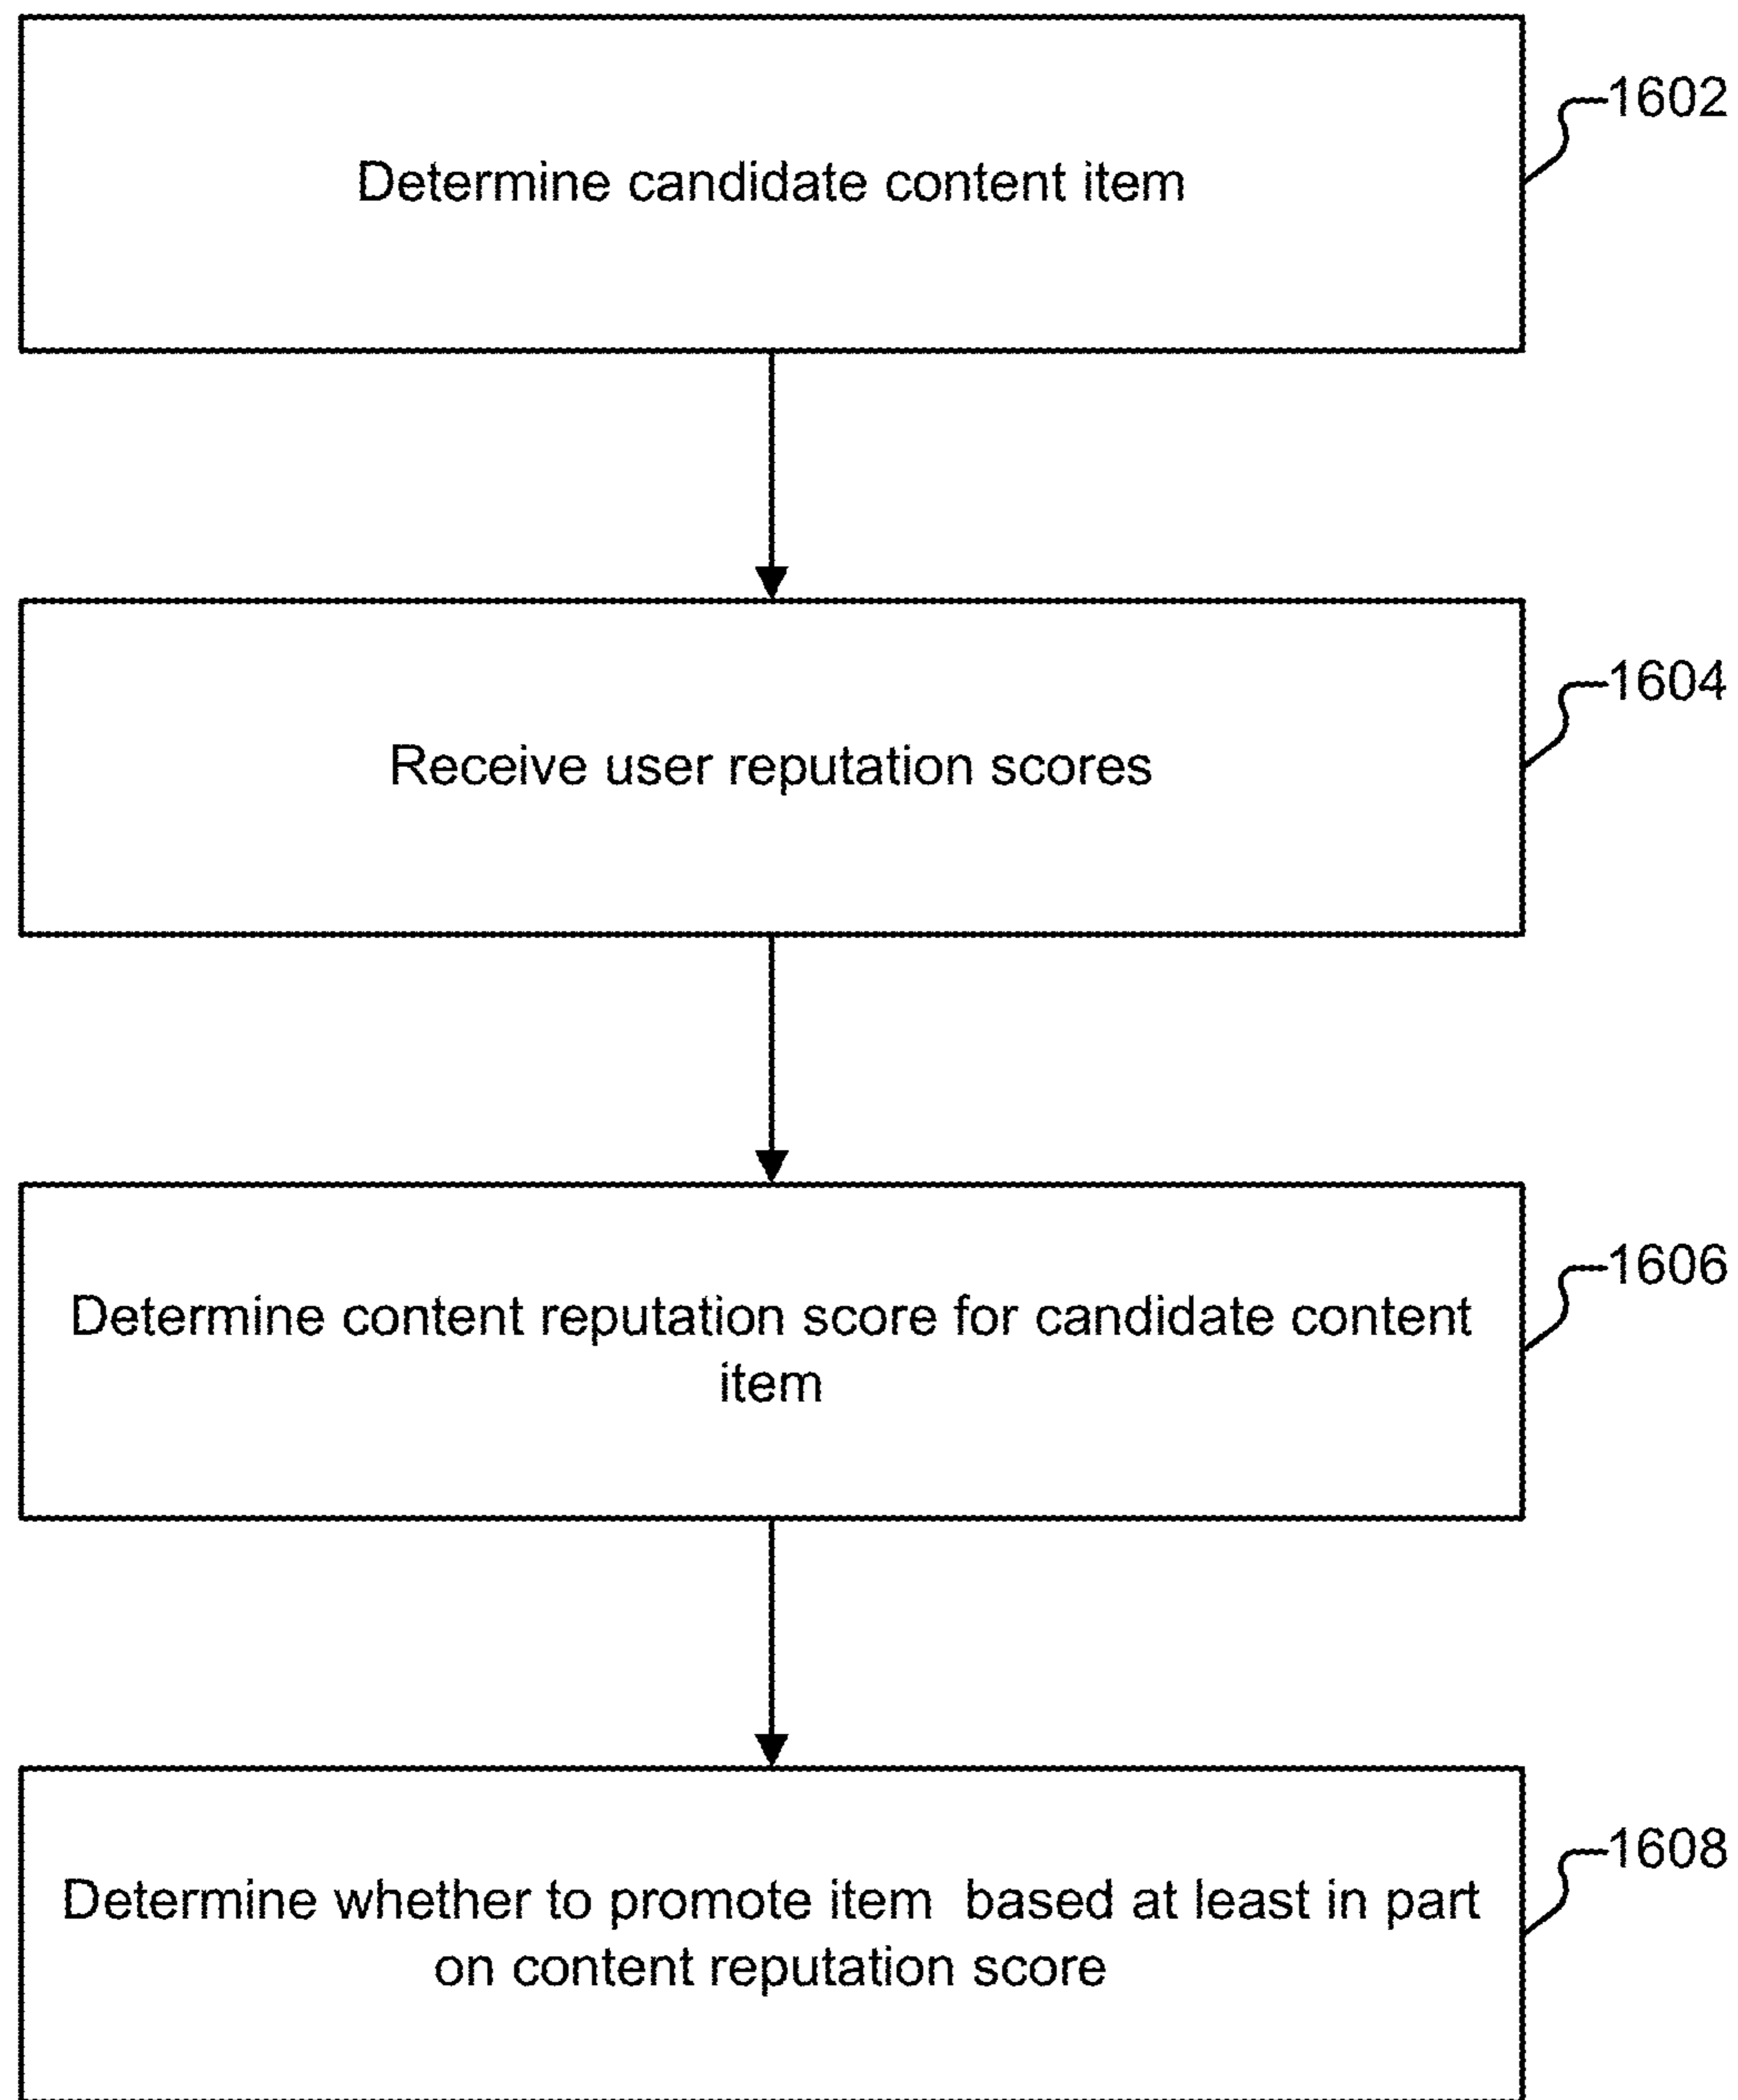 1602
Determine candidate content item
1604
Receive user reputation scores
1606
Determine content reputation score for candidate content
item
1608
Determine whether to promote item  based at least in part
on content reputation score